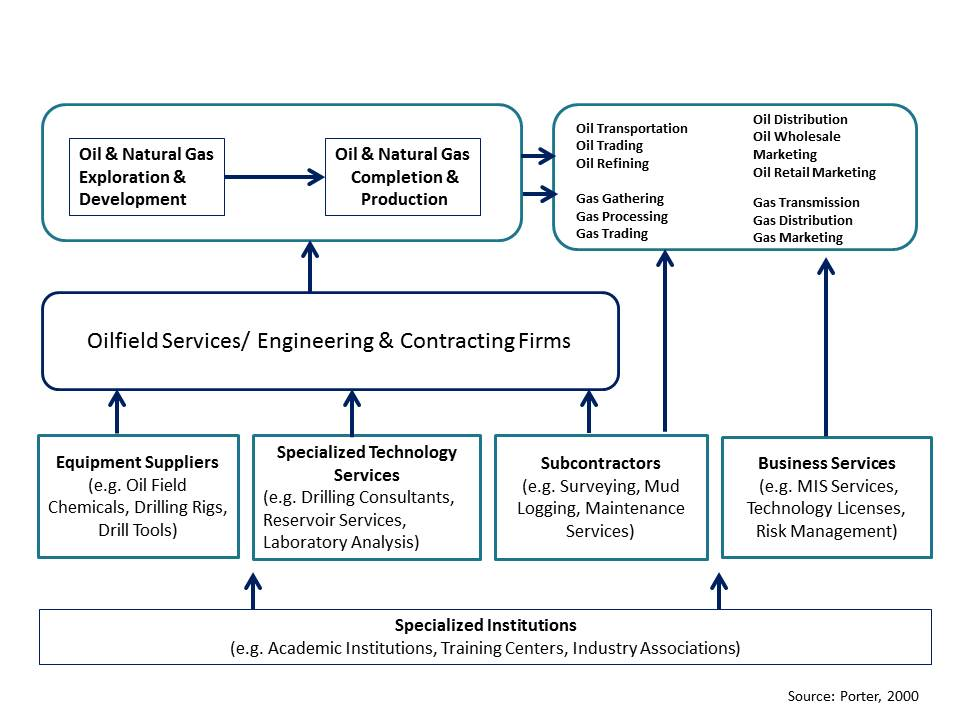 Oil & Natural Gas
Exploration &
Development
Oil & Natural Gas
Completion &
Production
Oil Transportation
Oil Trading
Oil Refining
Gas Gathering
Gas Processing
Gas Trading
Oil Distribution
Oil Wholesale
Marketing
Oil Retail Marketing
Gas Transmission
Gas Distribution
Gas Marketing
Oilfield Services/ Engineering & Contracting Firms
Equipment Suppliers
(e.g. Oil Field
Chemicals, Drilling Rigs,
Drill Tools)
Specialized Technology
Services
(e.g. Drilling Consultants,
Reservoir Services,
Laboratory Analysis)
Subcontractors
(e.g. Surveying, Mud
Logging, Maintenance
Services)
Business Services
(e.g. MIS Services,
Technology Licenses,
Risk Management)
Specialized Institutions
(e.g. Academic Institutions, Training Centers, Industry Associations)
Source: Porter, 2000